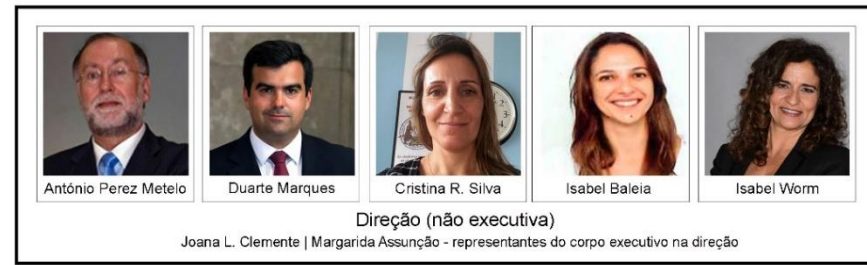 António Perez Metelo
Duarte Marques
Cristina R. Silva
Isabel Baleia
Isabel Worm
Direção (não executiva)
Joana L. Clemente | Margarida Assunção - representantes do corpo executivo na direção